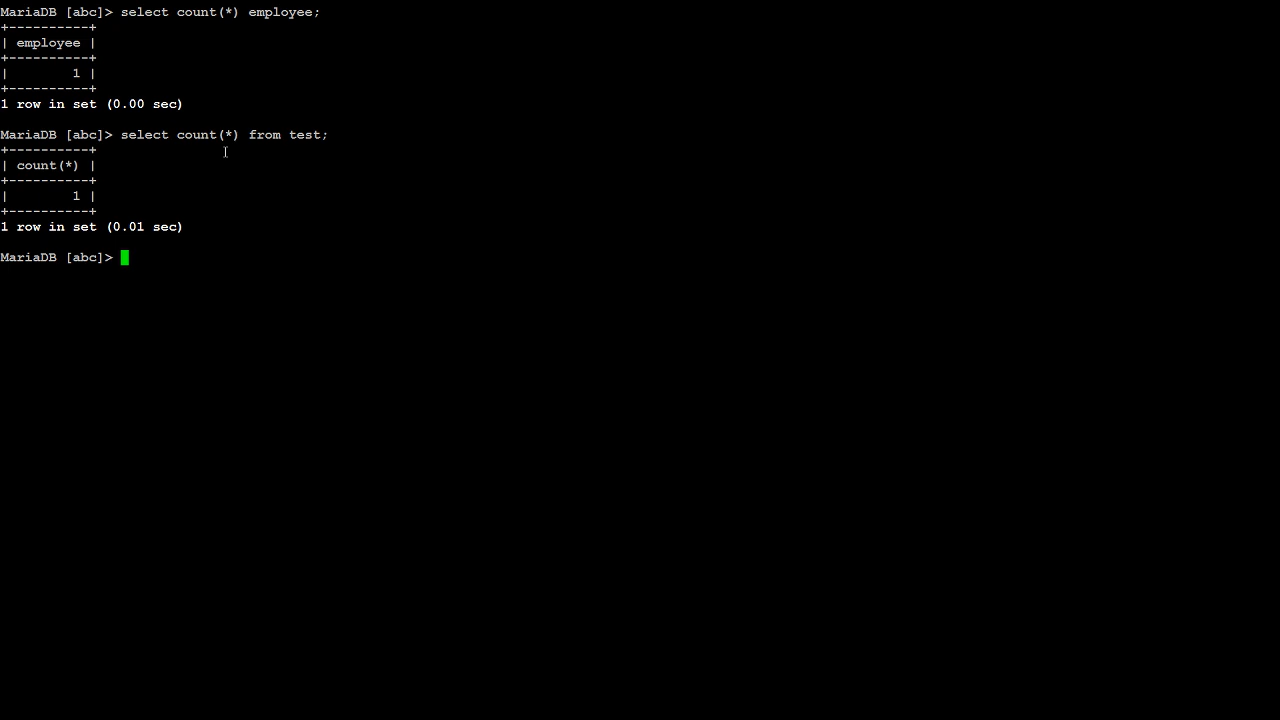 MariaDB [abc]> select count(*) employee;
+----------+
| employee |
+----------+
|        1 |
+----------+
1 row in set (0.00 sec)
MariaDB [abc]> select count(*) from test;
+----------+
| count(*) |
+----------+
|        1 |
+----------+
1 row in set (0.01 sec)
MariaDB [abc]>